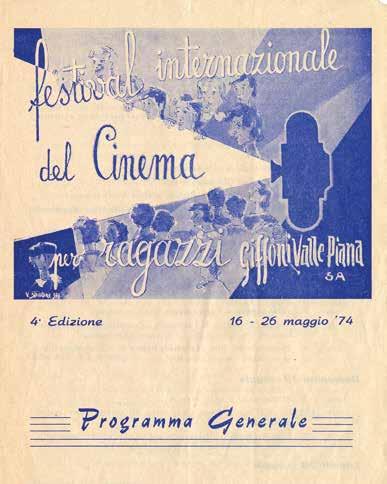 festival internazionale
del Cinema
per ragazzi giffoni Valle Piana
SA
4ª Edizione 16 - 26 maggio '74
Programma Generale